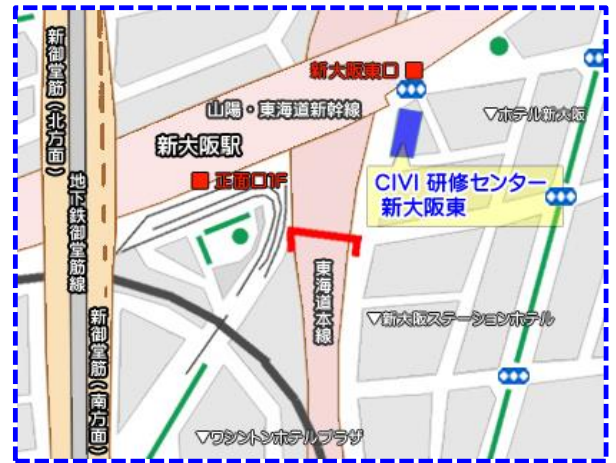 新御堂筋(北方面)
新大阪東口
山陽・東海道新幹線
▽ホテル新大阪
新大阪駅
正面口1F
CIVI 研修センター
新大阪東
地下鉄御堂筋線
東海道本線
新御堂筋(南方面)
▽新大阪ステーションホテル
▽ワシントンホテルプラザ